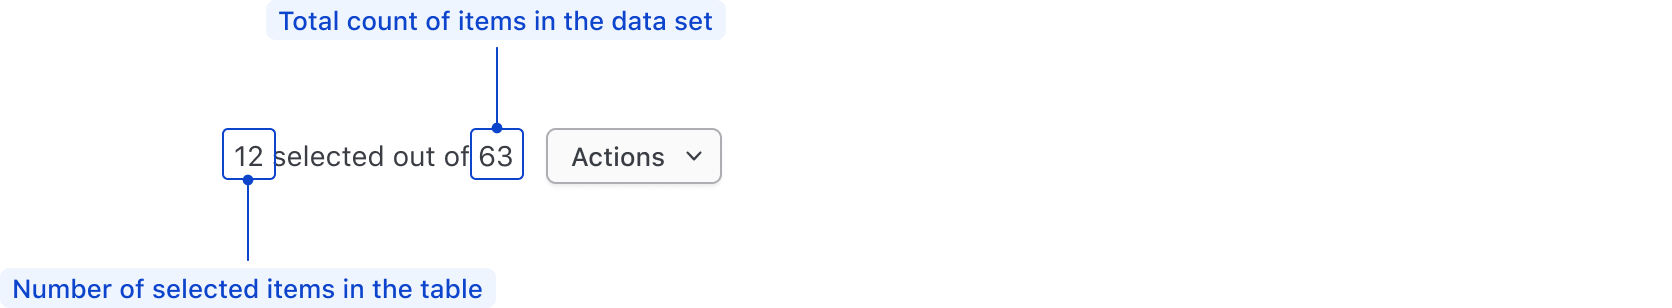 Total count of items in the data set
12 selected out of 63 Actions
Number of selected items in the table